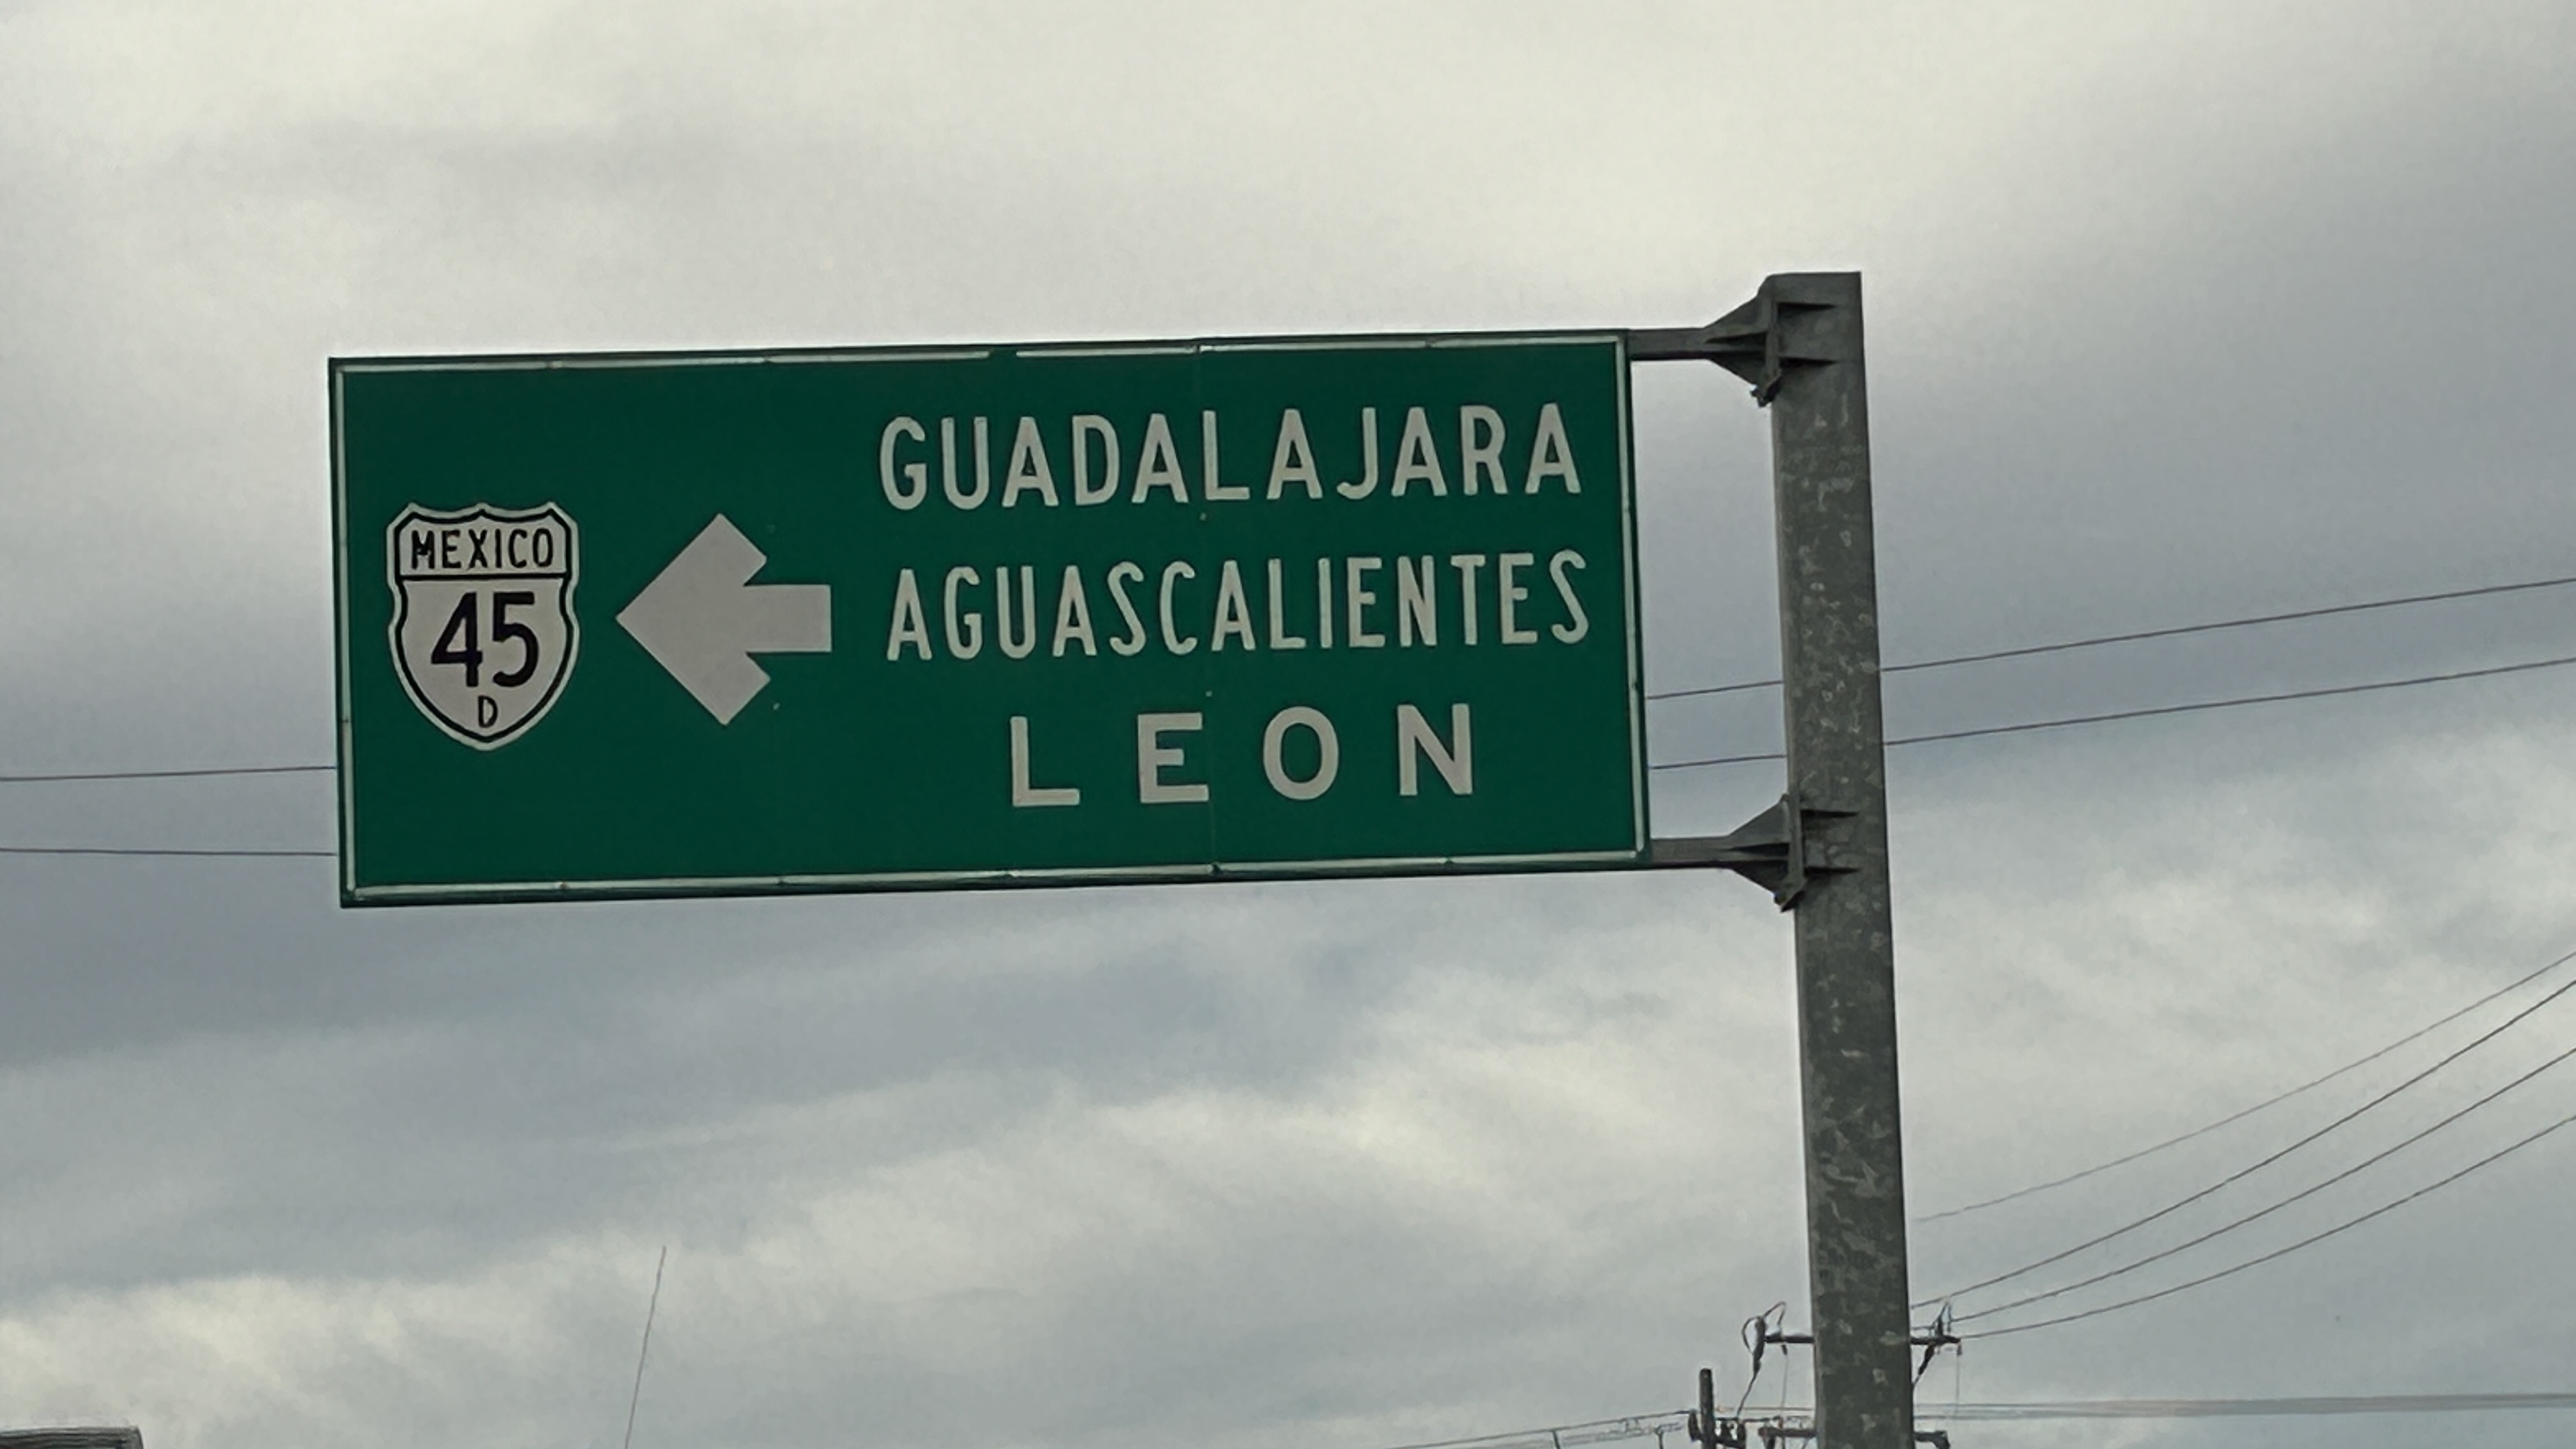 MEXICO
45
D
GUADALAJARA
AGUASCALIENTES
LEON